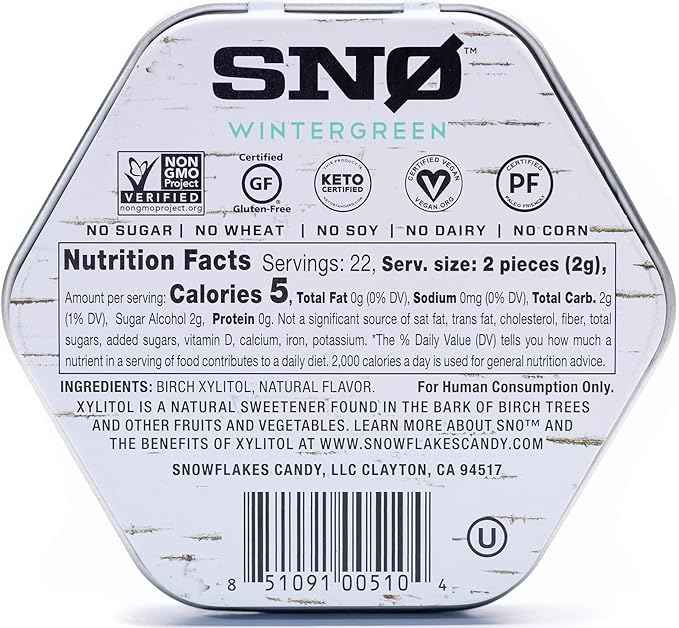 SNØ™
WINTERGREEN
NON
GMO
Project
VERIFIED
nongmoproject.org
Certified
GF
Gluten-Free
THIS PRODUCT IS
KETO
CERTIFIED
CERTIFIED VEGAN
V
VEGAN.ORG
CERTIFIED
PF
PALEO FRIENDLY
NO SUGAR | NO WHEAT | NO SOY | NO DAIRY | NO CORN
Nutrition Facts Servings: 22, Serv. size: 2 pieces (2g),
Amount per serving: Calories 5, Total Fat 0g (0% DV), Sodium 0mg (0% DV), Total Carb. 2g
(1% DV), Sugar Alcohol 2g, Protein 0g. Not a significant source of sat fat, trans fat, cholesterol, fiber, total
sugars, added sugars, vitamin D, calcium, iron, potassium. *The % Daily Value (DV) tells you how much a
nutrient in a serving of food contributes to a daily diet. 2,000 calories a day is used for general nutrition advice.
INGREDIENTS: BIRCH XYLITOL, NATURAL FLAVOR. For Human Consumption Only.
XYLITOL IS A NATURAL SWEETENER FOUND IN THE BARK OF BIRCH TREES
AND OTHER FRUITS AND VEGETABLES. LEARN MORE ABOUT SNO™ AND
THE BENEFITS OF XYLITOL AT WWW.SNOWFLAKESCANDY.COM
SNOWFLAKES CANDY, LLC CLAYTON, CA 94517
U
8 51091 00510 4